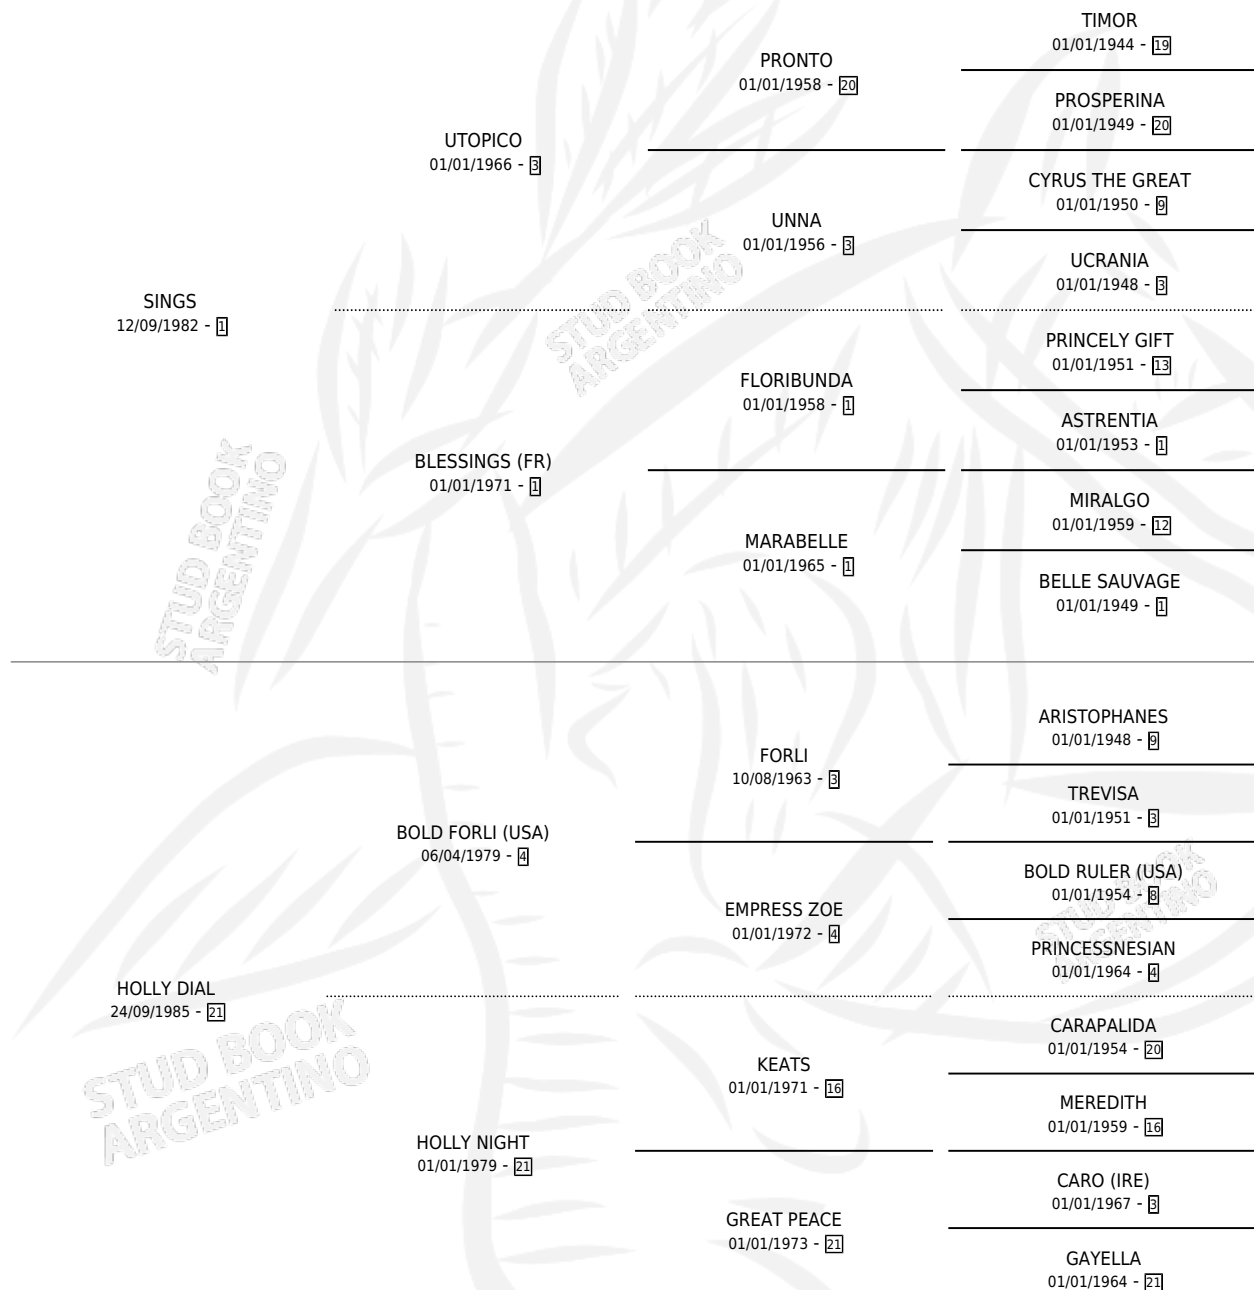 TIMOR
01/01/1944 - 19
PRONTO
01/01/1958 - 20
PROSPERINA
01/01/1949 - 20
UTOPICO
01/01/1966 - 3
CYRUS THE GREAT
01/01/1950 - 9
UNNA
01/01/1956 - 3
UCRANIA
01/01/1948 - 3
SINGS
12/09/1982 - 1
PRINCELY GIFT
01/01/1951 - 13
FLORIBUNDA
01/01/1958 - 1
ASTRENTIA
01/01/1953 - 1
BLESSINGS (FR)
01/01/1971 - 1
MIRALGO
01/01/1959 - 12
MARABELLE
01/01/1965 - 1
BELLE SAUVAGE
01/01/1949 - 1
ARISTOPHANES
01/01/1948 - 9
FORLI
10/08/1963 - 3
TREVISA
01/01/1951 - 3
BOLD FORLI (USA)
06/04/1979 - 4
BOLD RULER (USA)
01/01/1954 - 8
EMPRESS ZOE
01/01/1972 - 4
PRINCESSNESIAN
01/01/1964 - 4
HOLLY DIAL
24/09/1985 - 21
CARAPALIDA
01/01/1954 - 20
KEATS
01/01/1971 - 16
MEREDITH
01/01/1959 - 16
HOLLY NIGHT
01/01/1979 - 21
CARO (IRE)
01/01/1967 - 3
GREAT PEACE
01/01/1973 - 21
GAYELLA
01/01/1964 - 21
STUD BOOK
ARGENTINO
STUD BOOK
ARGENTINO
STUD BOOK
ARGENTINO
STUD BOOK
ARGENTINO